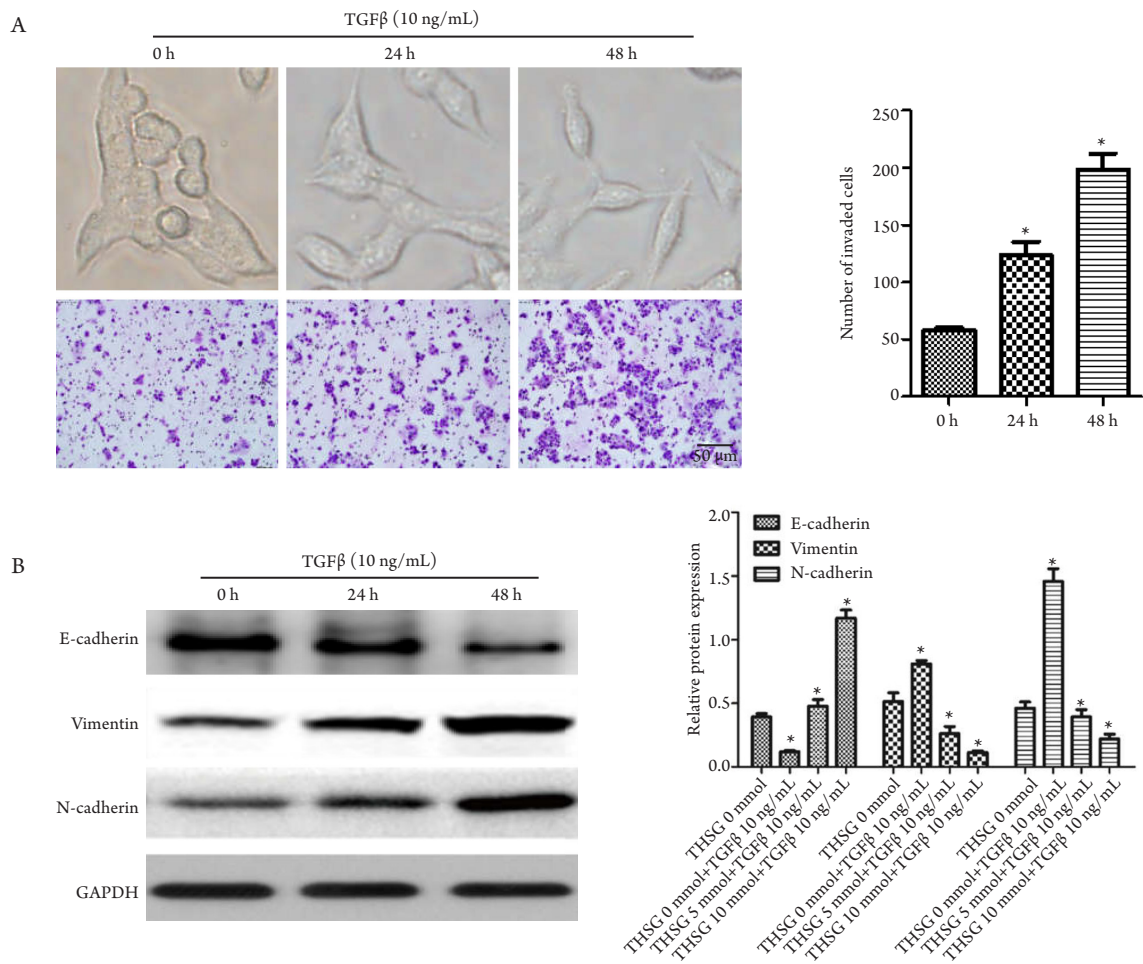 A
TGFβ (10 ng/mL)
0 h
24 h
48 h
50 μm
Number of invaded cells
250
200
150
100
50
0
*
*
0 h
24 h
48 h
B
TGFβ (10 ng/mL)
0 h
24 h
48 h
E-cadherin
Vimentin
N-cadherin
GAPDH
Relative protein expression
2.0
1.5
1.0
0.5
0.0
E-cadherin
Vimentin
N-cadherin
*
*
*
*
*
*
*
*
*
THSG 0 mmol
THSG 0 mmol+TGFβ 10 ng/mL
THSG 5 mmol+TGFβ 10 ng/mL
THSG 10 mmol+TGFβ 10 ng/mL
THSG 0 mmol
THSG 0 mmol+TGFβ 10 ng/mL
THSG 5 mmol+TGFβ 10 ng/mL
THSG 10 mmol+TGFβ 10 ng/mL
THSG 0 mmol
THSG 0 mmol+TGFβ 10 ng/mL
THSG 5 mmol+TGFβ 10 ng/mL
THSG 10 mmol+TGFβ 10 ng/mL